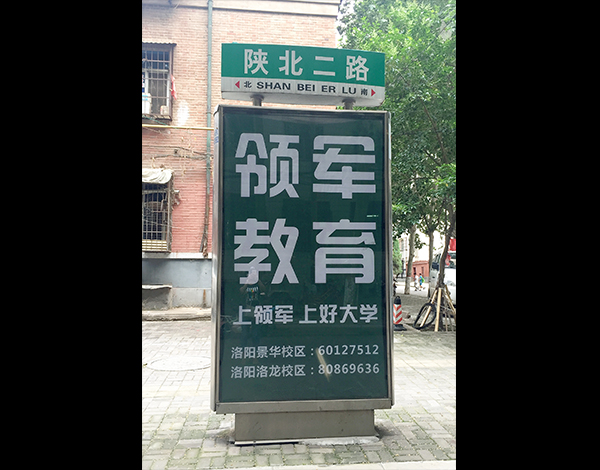 陕北二路
北 SHAN BEI ER LU 南
领军
教育
上领军 上好大学
洛阳景华校区：60127512
洛阳洛龙校区：80869636